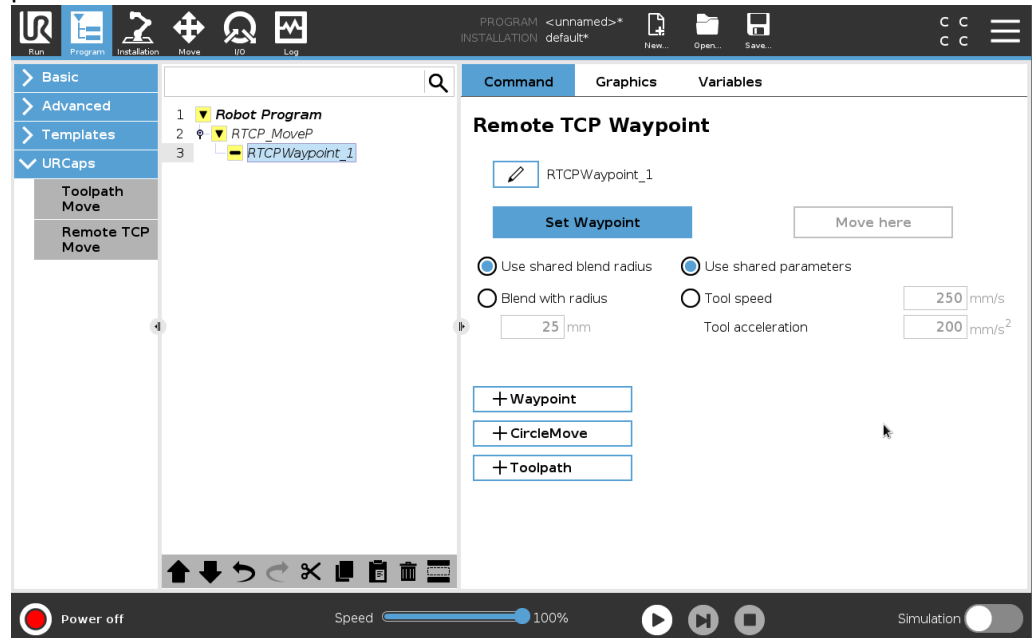 UR
PROGRAM <unnamed>*
INSTALLATION default*
Run Program Installation Move I/O Log New... Open... Save...
C C
C C
Basic
Advanced
Templates
URCaps
Toolpath
Move
Remote TCP
Move
1 Robot Program
2 RTCP_MoveP
3 RTCPWaypoint_1
Command Graphics Variables
Remote TCP Waypoint
RTCPWaypoint_1
Set Waypoint Move here
Use shared blend radius Use shared parameters
Blend with radius Tool speed 250 mm/s
25 mm Tool acceleration 200 mm/s²
+Waypoint
+CircleMove
+Toolpath
Power off Speed 100% Simulation